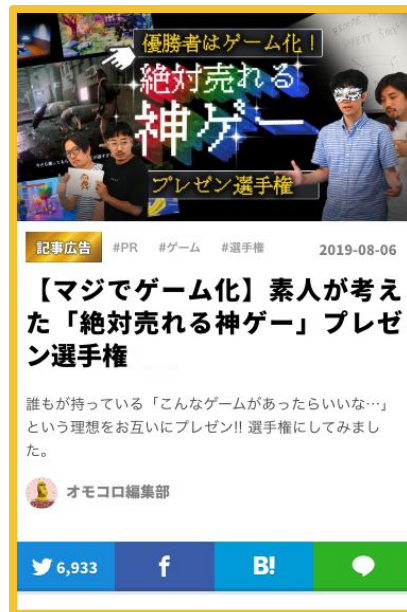 優勝者はゲーム化!
絶対売れる
神ゲー
プレゼン選手権
記事広告 #PR #ゲーム #選手権 2019-08-06
【マジでゲーム化】素人が考え
た「絶対売れる神ゲー」プレゼ
ン選手権
誰もが持っている「こんなゲームがあったらいいな…」
という理想をお互いにプレゼン!! 選手権にしてみまし
た。
オモコロ編集部
6,933 f B!